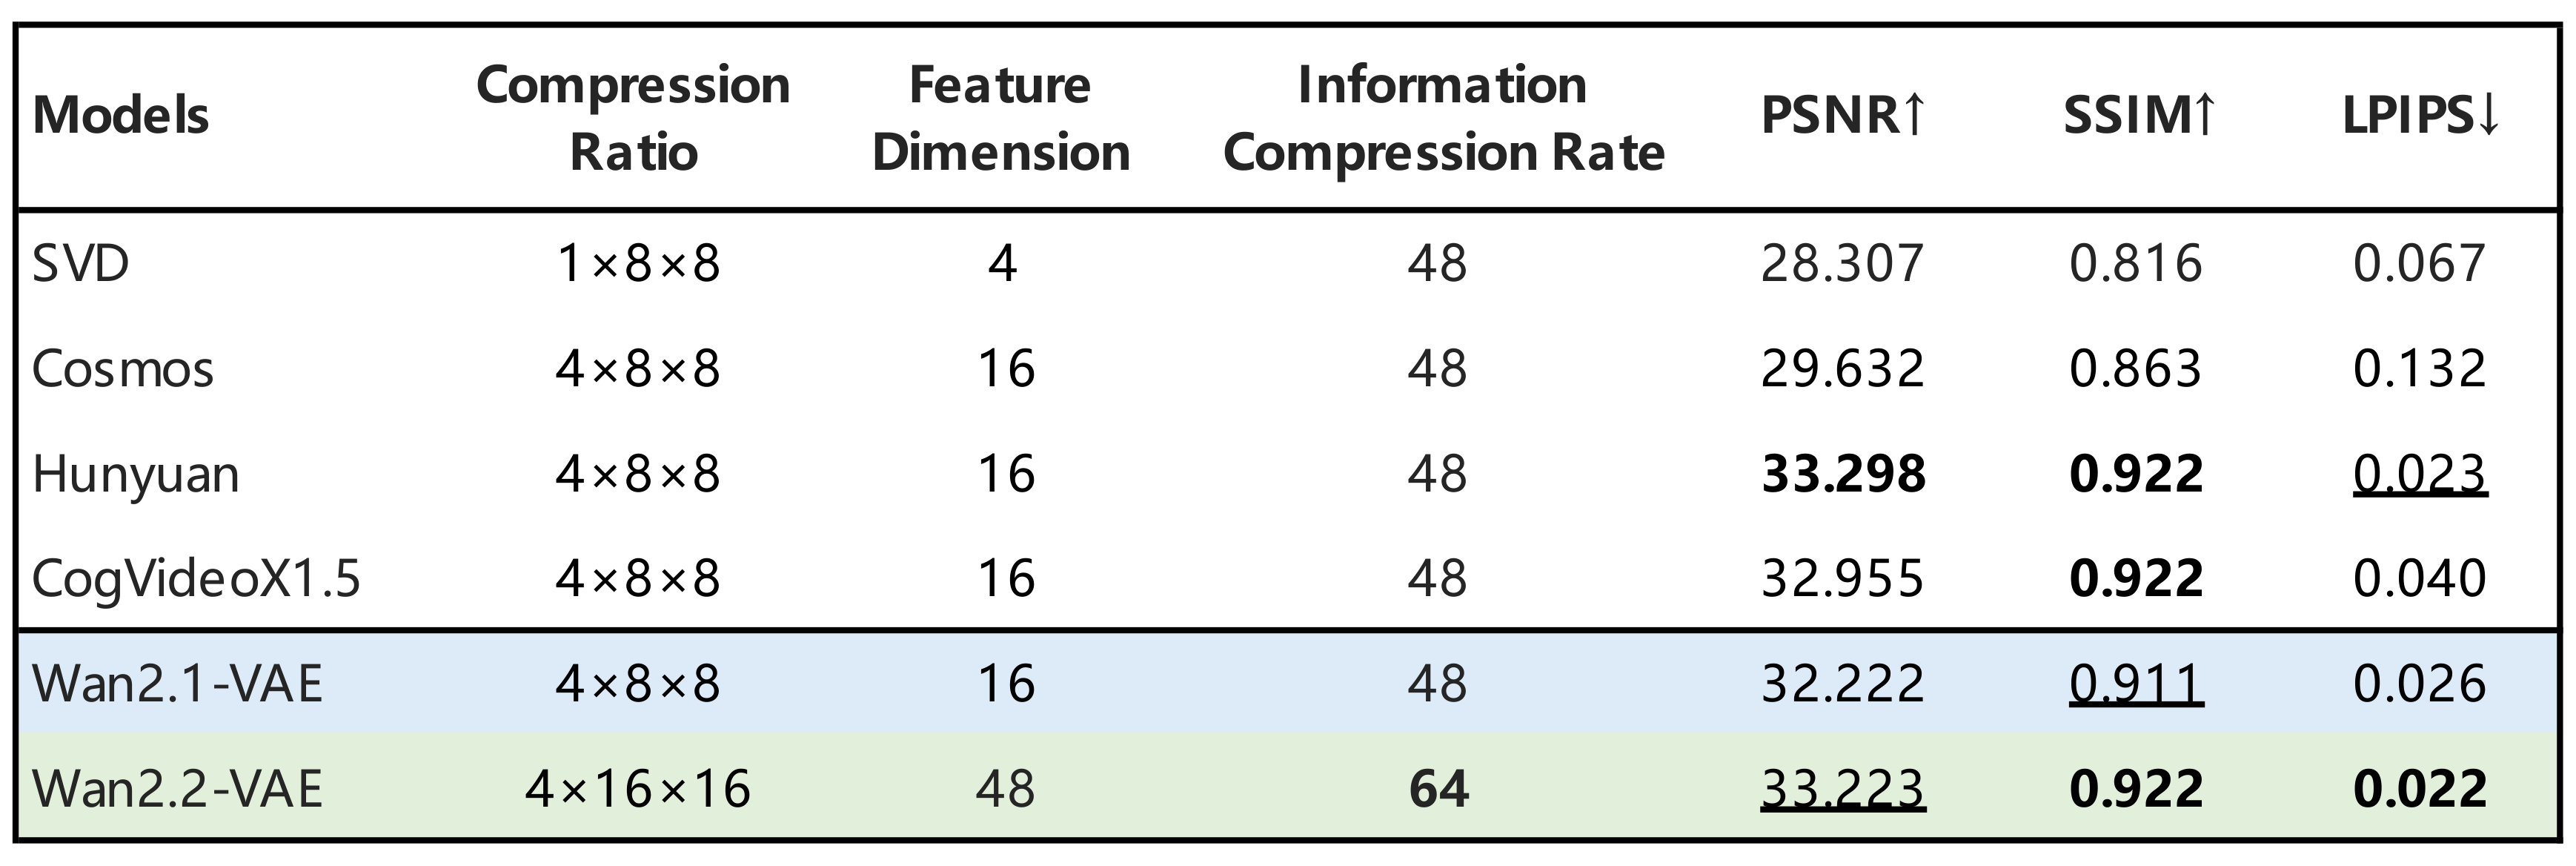 Models Compression Ratio Feature Dimension Information Compression Rate PSNR↑ SSIM↑ LPIPS↓
SVD 1×8×8 4 48 28.307 0.816 0.067
Cosmos 4×8×8 16 48 29.632 0.863 0.132
Hunyuan 4×8×8 16 48 33.298 0.922 0.023
CogVideoX1.5 4×8×8 16 48 32.955 0.922 0.040
Wan2.1-VAE 4×8×8 16 48 32.222 0.911 0.026
Wan2.2-VAE 4×16×16 48 64 33.223 0.922 0.022